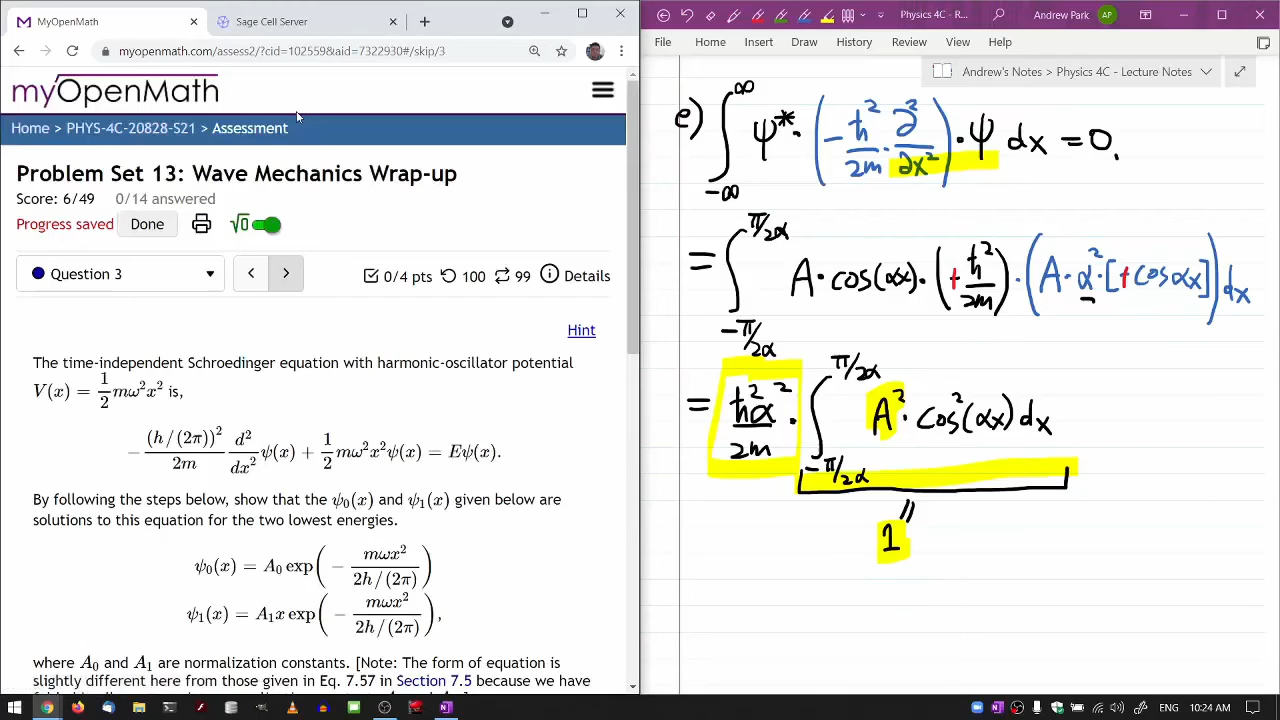 MyOpenMath
Sage Cell Server
myopenmath.com/assess2/?cid=102559&aid=7322930#/skip/3
myOpenMath
Home > PHYS-4C-20828-S21 > Assessment
Problem Set 13: Wave Mechanics Wrap-up
Score: 6/49 0/14 answered
Progress saved Done √0
Question 3 < > 0/4 pts 100 99 Details
Hint
The time-independent Schroedinger equation with harmonic-oscillator potential
V(x) = 1/2 mω²x² is,
−(h/(2π))²/2m d²/dx² ψ(x) + 1/2 mω²x²ψ(x) = Eψ(x).
By following the steps below, show that the ψ₀(x) and ψ₁(x) given below are
solutions to this equation for the two lowest energies.
ψ₀(x) = A₀ exp(− mωx²/2h/(2π))
ψ₁(x) = A₁x exp(− mωx²/2h/(2π)),
where A₀ and A₁ are normalization constants. [Note: The form of equation is
slightly different here from those given in Eq. 7.57 in Section 7.5 because we have
Physics 4C - R... Andrew Park AP
File Home Insert Draw History Review View Help
Andrew's Notes - Physics 4C - Lecture Notes
e) ∫_{-∞}^{∞} ψ*·(−ħ²/2m · ∂²/∂x²)·ψ dx = 0.
= ∫_{-π/2α}^{π/2α} A·cos(αx)·(+ħ²/2m)·(A·α²·[+cosαx])dx
= ħ²α²/2m · ∫_{-π/2α}^{π/2α} A²·cos²(αx)dx
"
1
10:24 AM